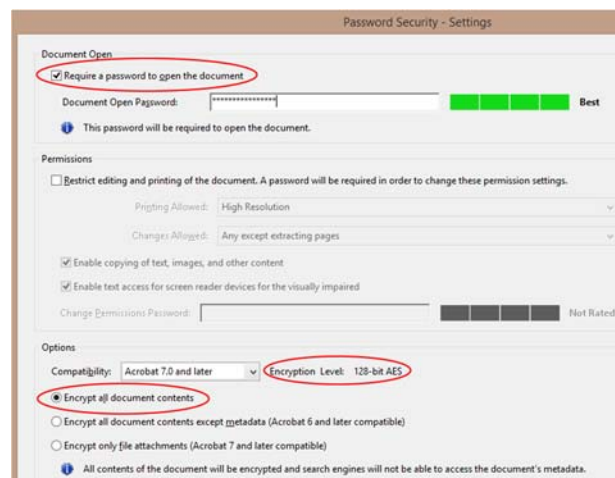 Password Security - Settings
Document Open
Require a password to open the document
Document Open Password: ****************
Best
This password will be required to open the document.
Permissions
Restrict editing and printing of the document. A password will be required in order to change these permission settings.
Printing Allowed: High Resolution
Changes Allowed: Any except extracting pages
Enable copying of text, images, and other content
Enable text access for screen reader devices for the visually impaired
Change Permissions Password:
Not Rated
Options
Compatibility: Acrobat 7.0 and later Encryption Level: 128-bit AES
Encrypt all document contents
Encrypt all document contents except metadata (Acrobat 6 and later compatible)
Encrypt only file attachments (Acrobat 7 and later compatible)
All contents of the document will be encrypted and search engines will not be able to access the document's metadata.